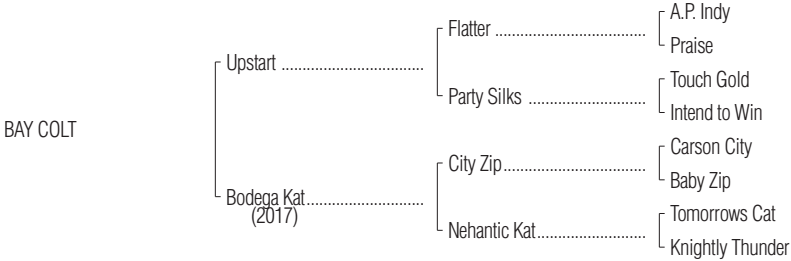 A.P. Indy
Flatter
Praise
Upstart
Touch Gold
Party Silks
Intend to Win
BAY COLT
Carson City
City Zip
Baby Zip
Bodega Kat
(2017)
Tomorrows Cat
Nehantic Kat
Knightly Thunder